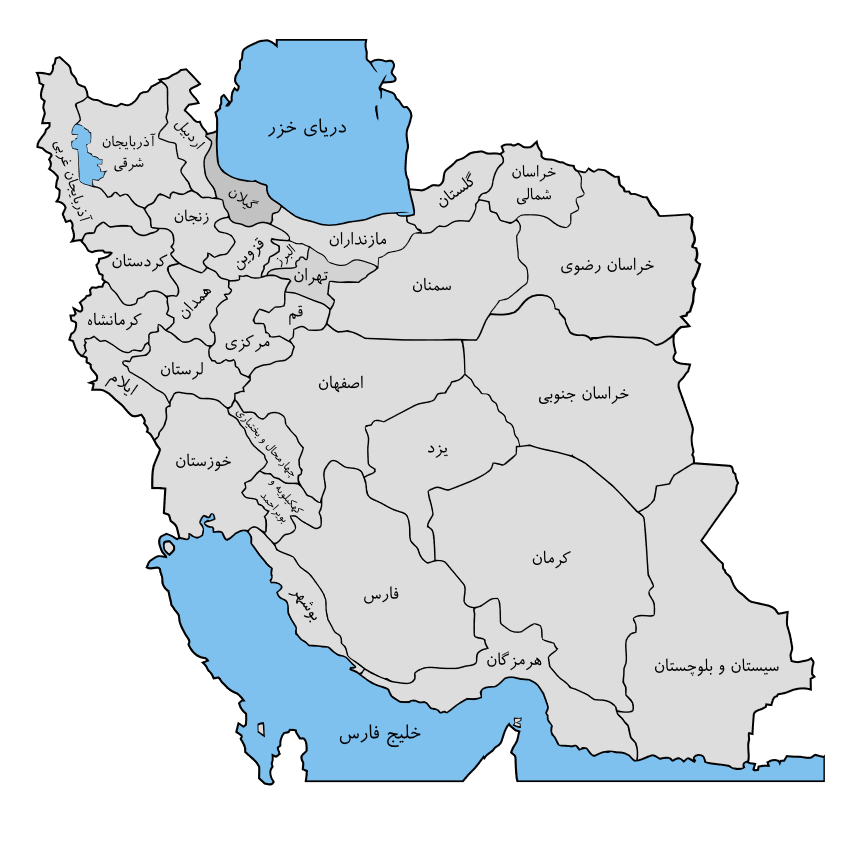 دریای خزر
اردبیل
آذربایجان
شرقی
آذربایجان غربی
گیلان
زنجان
گلستان
خراسان
شمالی
مازنداران
قزوین
البرز
تهران
کردستان
سمنان
خراسان رضوی
همدان
قم
کرمانشاه
مرکزی
لرستان
ایلام
اصفهان
خراسان جنوبی
چهارمحال و بختیاری
یزد
خوزستان
کهگیلویه و
بویراحمد
کرمان
فارس
بوشهر
هرمزگان
سیستان و بلوچستان
خلیج فارس